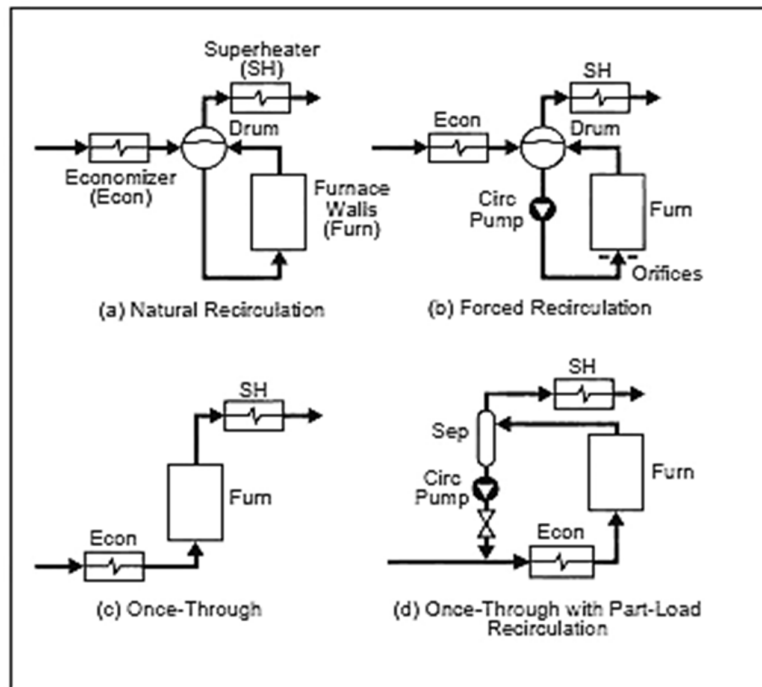 Superheater
(SH)
Drum
Economizer
(Econ)
Furnace
Walls
(Furn)
(a) Natural Recirculation
SH
Econ
Drum
Circ
Pump
Furn
Orifices
(b) Forced Recirculation
SH
Furn
Econ
(c) Once-Through
SH
Sep
Circ
Pump
Furn
Econ
(d) Once-Through with Part-Load
Recirculation